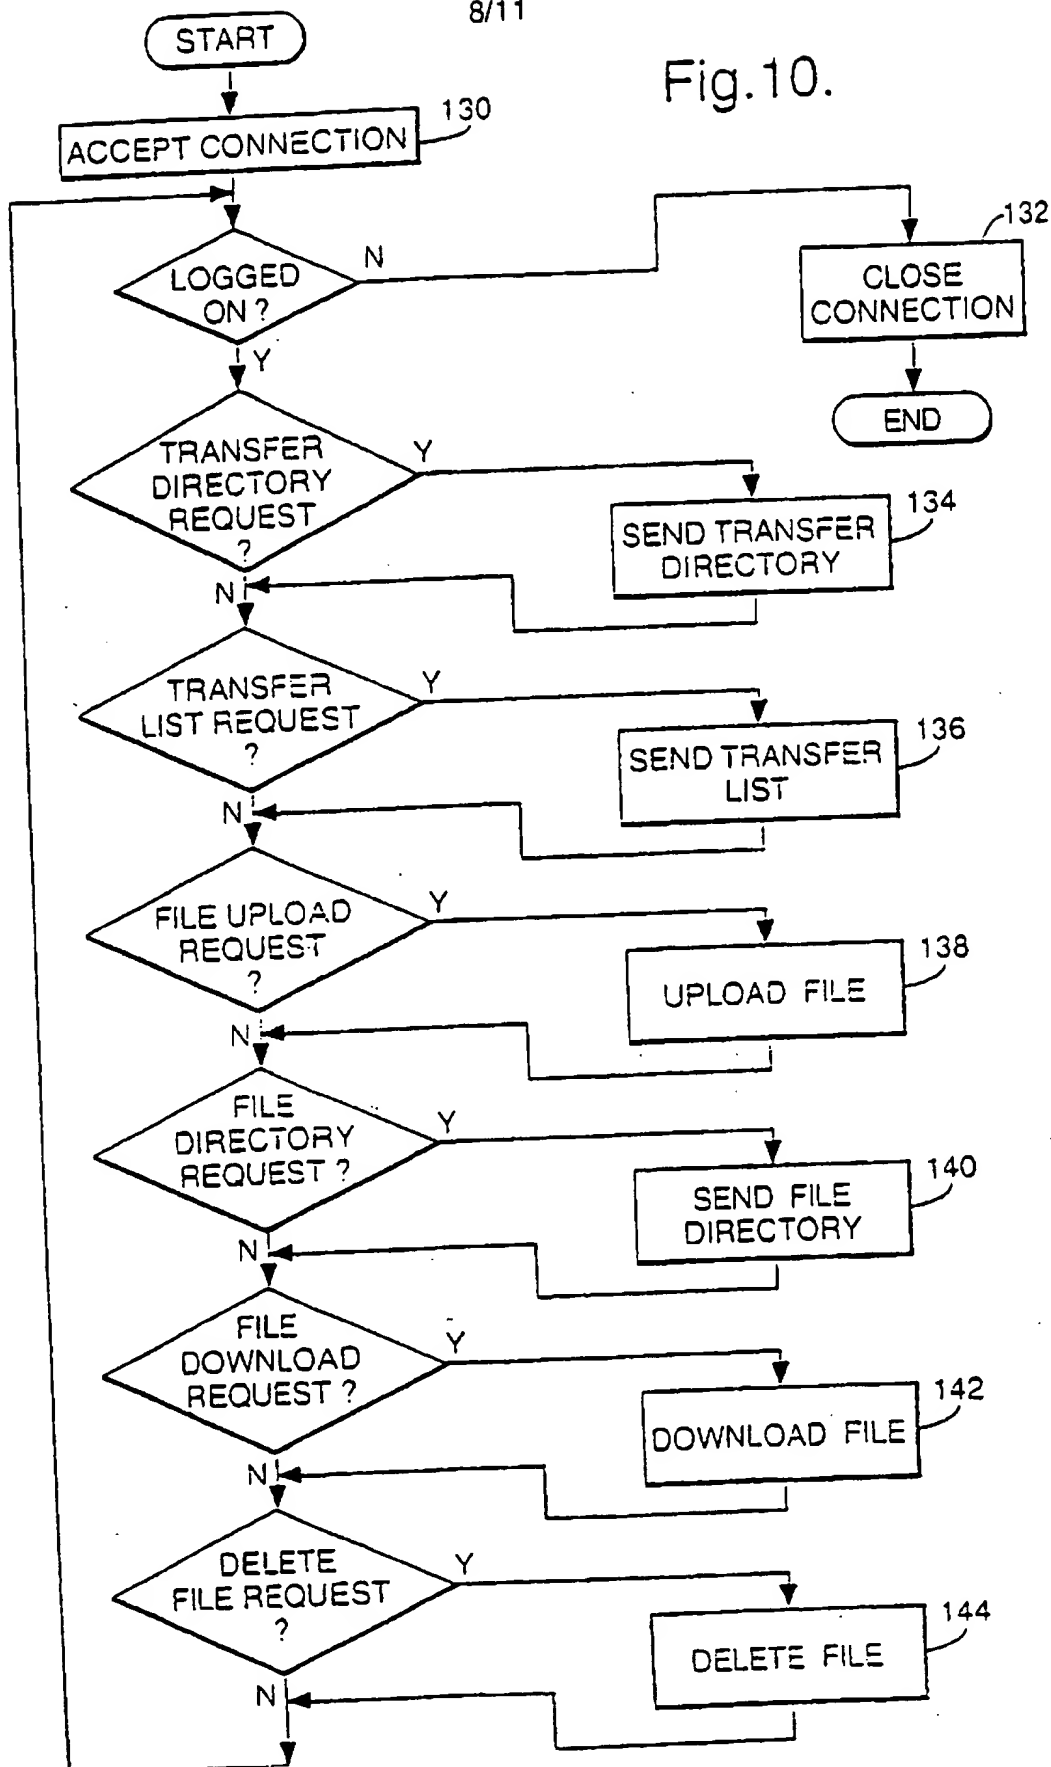 8/11
START
Fig.10.
130
ACCEPT CONNECTION
132
N
LOGGED
ON ?
CLOSE
CONNECTION
Y
END
TRANSFER
DIRECTORY
REQUEST
?
Y
134
SEND TRANSFER
DIRECTORY
N
TRANSFER
LIST REQUEST
?
Y
136
SEND TRANSFER
LIST
N
FILE UPLOAD
REQUEST
?
Y
138
UPLOAD FILE
N
FILE
DIRECTORY
REQUEST ?
Y
140
SEND FILE
DIRECTORY
N
FILE
DOWNLOAD
REQUEST ?
Y
142
DOWNLOAD FILE
N
DELETE
FILE REQUEST
?
Y
144
DELETE FILE
N